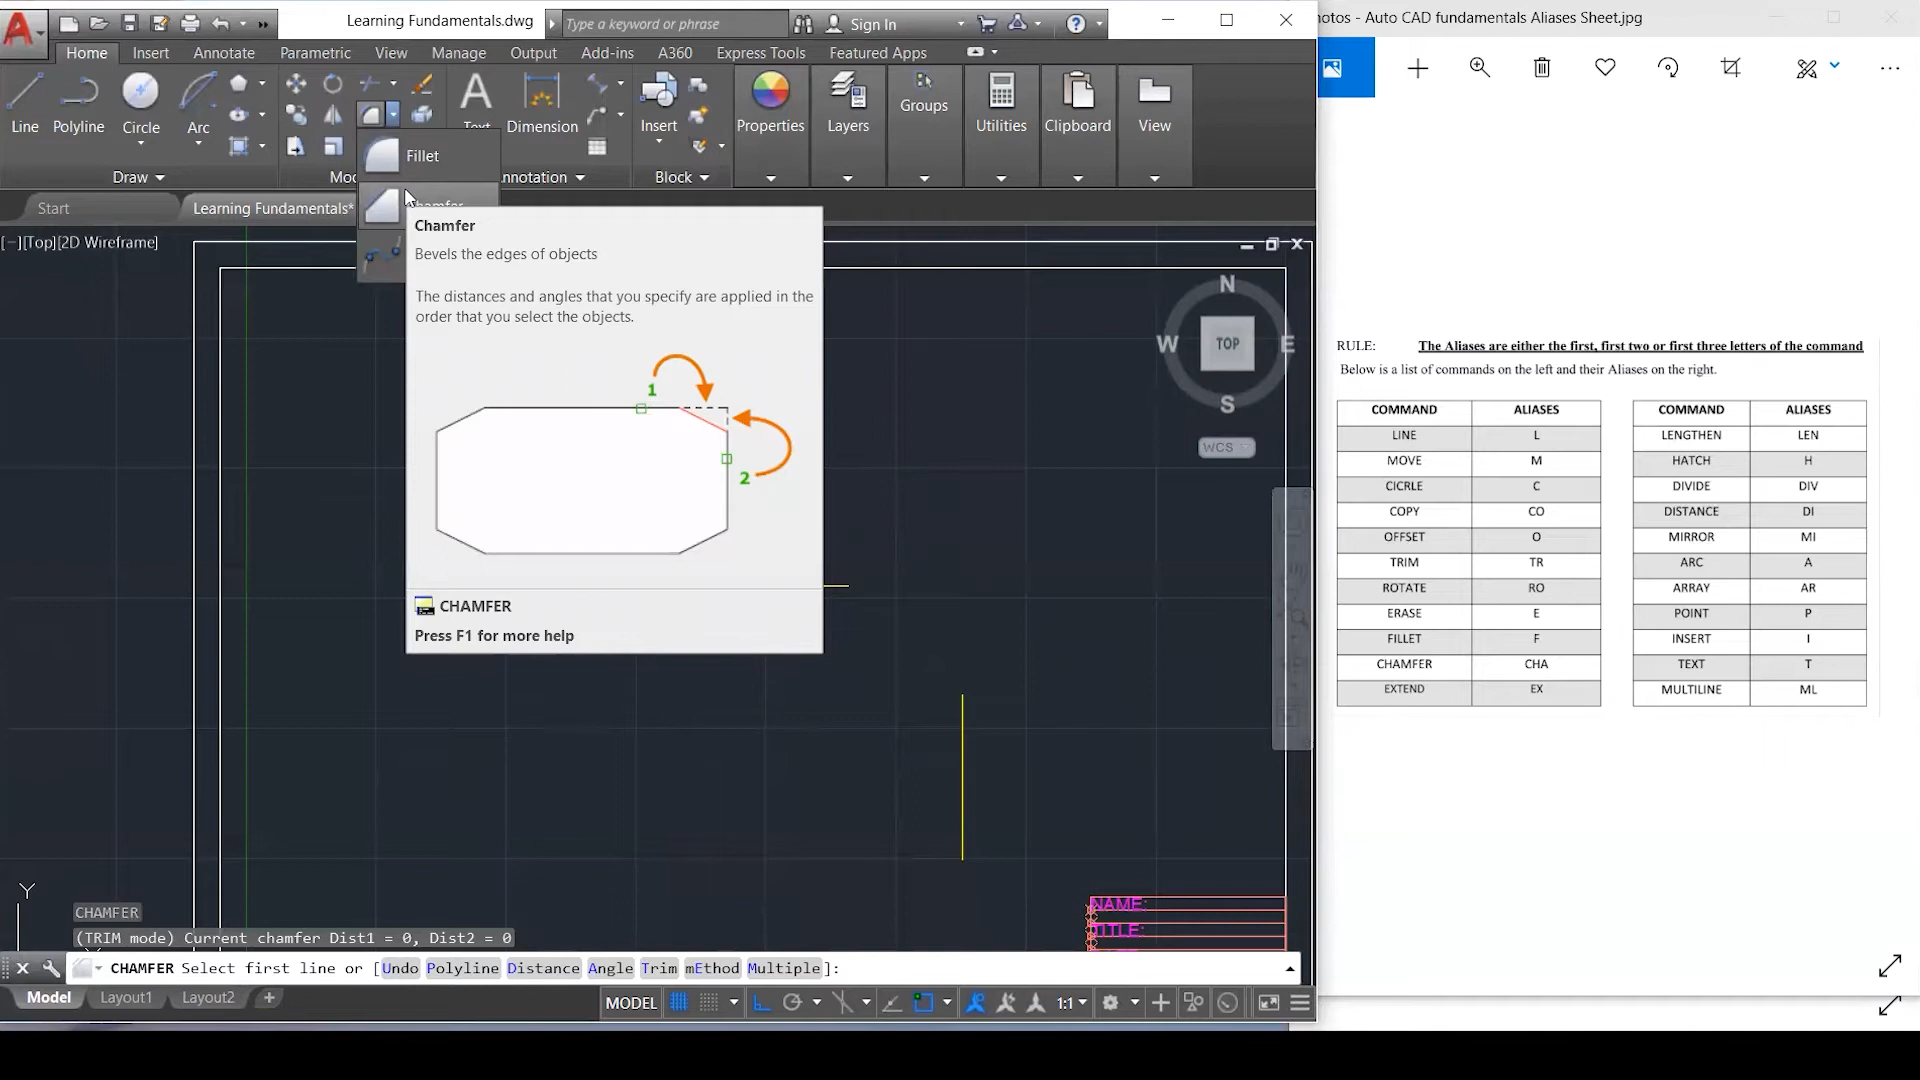 Learning Fundamentals.dwg
Type a keyword or phrase
Sign In
Home Insert Annotate Parametric View Manage Output Add-ins A360 Express Tools Featured Apps
Line Polyline Circle Arc
Text Dimension Insert Properties Layers Groups Utilities Clipboard View
Draw
Annotation
Block
Fillet
Chamfer
Start
Learning Fundamentals*
[−][Top][2D Wireframe]
Chamfer
Bevels the edges of objects
The distances and angles that you specify are applied in the
order that you select the objects.
1
2
CHAMFER
Press F1 for more help
N
W TOP E
S
WCS
NAME:
TITLE:
Y
CHAMFER
(TRIM mode) Current chamfer Dist1 = 0, Dist2 = 0
CHAMFER Select first line or [Undo Polyline Distance Angle Trim mEthod Multiple]:
Model Layout1 Layout2 +
MODEL 1:1
hotos - Auto CAD fundamentals Aliases Sheet.jpg
RULE: The Aliases are either the first, first two or first three letters of the command
Below is a list of commands on the left and their Aliases on the right.
COMMAND ALIASES
LINE L
MOVE M
CICRLE C
COPY CO
OFFSET O
TRIM TR
ROTATE RO
ERASE E
FILLET F
CHAMFER CHA
EXTEND EX
COMMAND ALIASES
LENGTHEN LEN
HATCH H
DIVIDE DIV
DISTANCE DI
MIRROR MI
ARC A
ARRAY AR
POINT P
INSERT I
TEXT T
MULTILINE ML